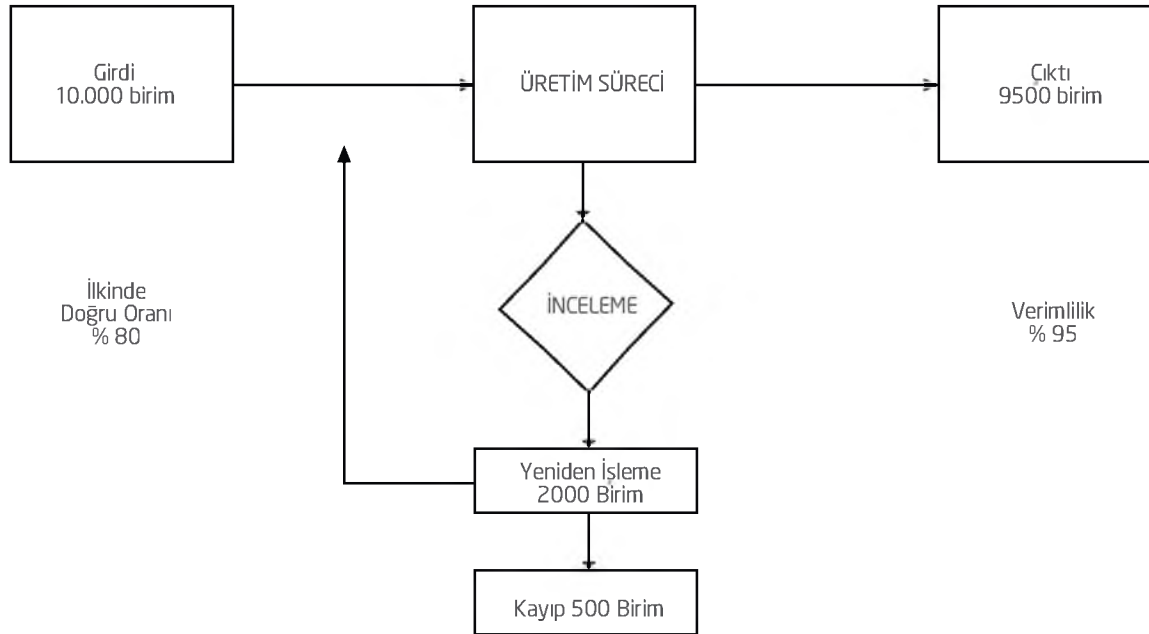 Girdi
10.000 birim
ÜRETİM SÜRECİ
Çıktı
9500 birim
İlkinde
Doğru Oranı
% 80
İNCELEME
Verimlilik
% 95
Yeniden İşleme
2000 Birim
Kayıp 500 Birim